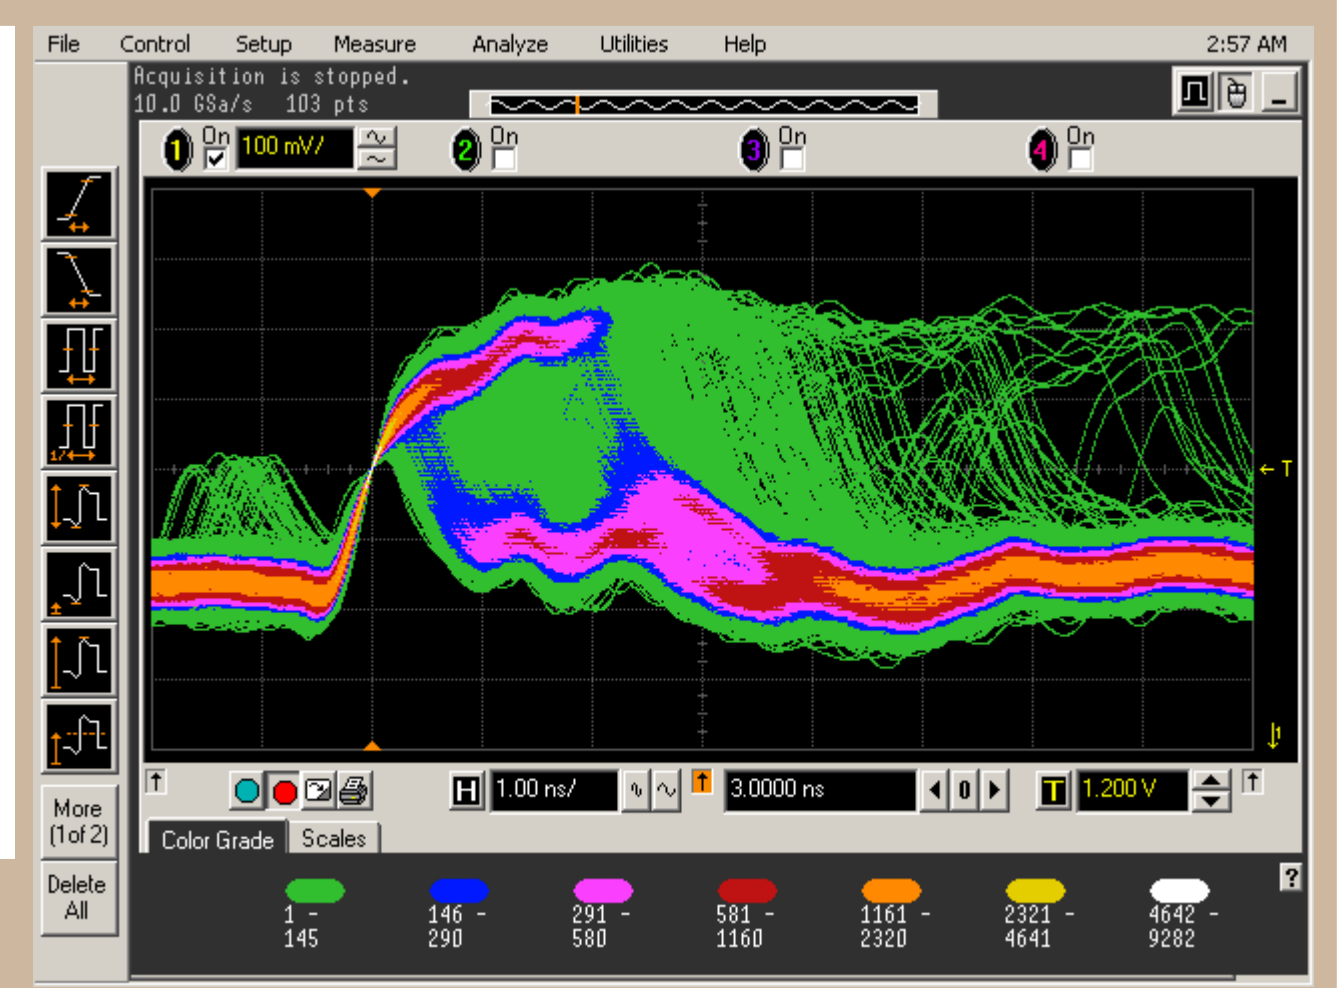 File Control Setup Measure Analyze Utilities Help 2:57 AM
Acquisition is stopped.
10.0 GSa/s 103 pts
1 On 100 mV/ 2 On 3 On 4 On
T
H 1.00 ns/ 3.0000 ns 0 T 1.200 V
More
(1of 2)
Delete
All
Color Grade Scales
?
1 - 146 - 291 - 581 - 1161 - 2321 - 4642 -
145 290 580 1160 2320 4641 9282